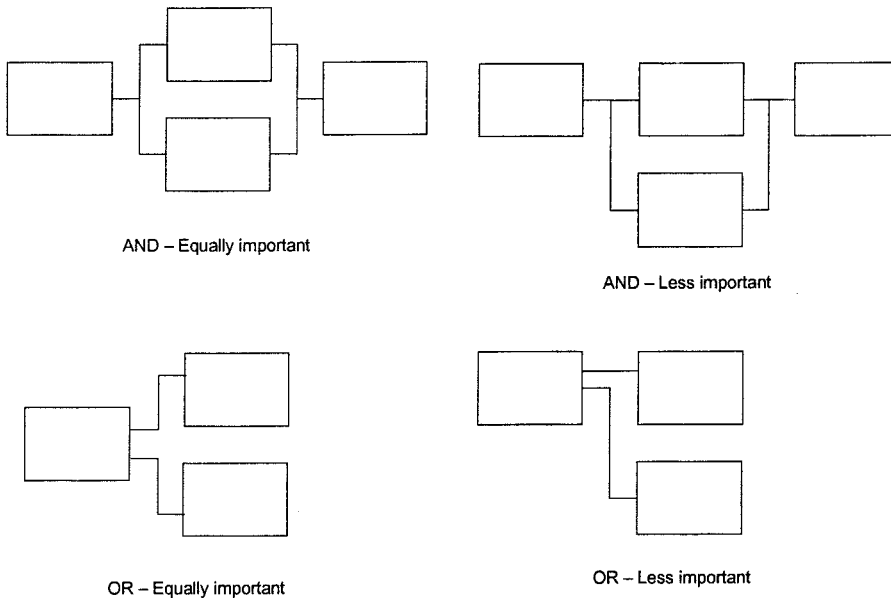 AND – Equally important
AND – Less important
OR – Equally important
OR – Less important